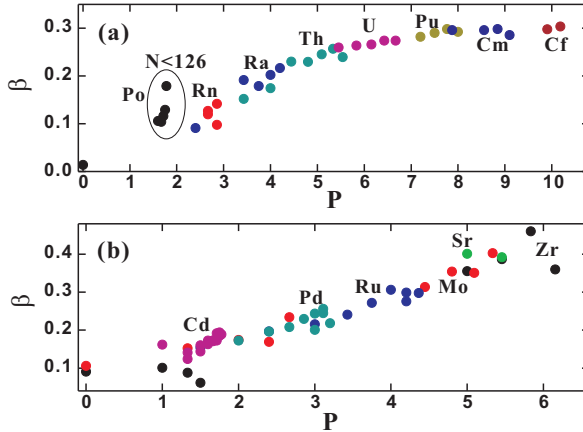 (a)
N<126
Po
Rn
Ra
Th
U
Pu
Cm
Cf
β
0.3
0.2
0.1
0.0
0 1 2 3 4 5 6 7 8 9 10
P
(b)
Cd
Pd
Ru
Mo
Sr
Zr
β
0.4
0.3
0.2
0.1
0 1 2 3 4 5 6
P